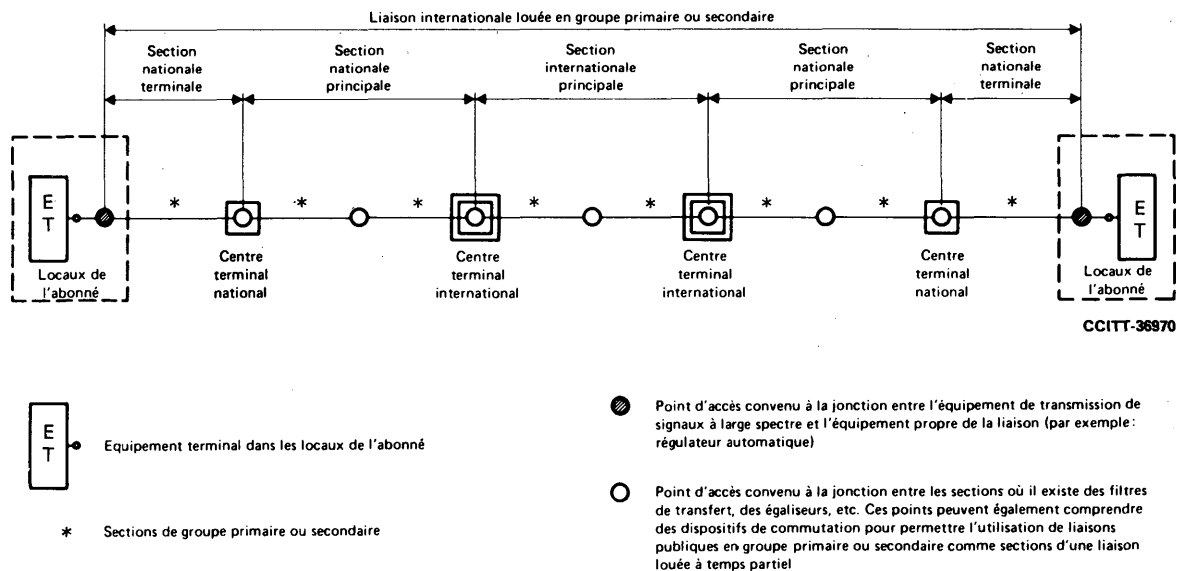 Liaison internationale louée en groupe primaire ou secondaire
Section
nationale
terminale
Section
nationale
principale
Section
internationale
principale
Section
nationale
principale
Section
nationale
terminale
E
T
* * * * * * * *
E
T
Locaux de
l'abonné
Centre
terminal
national
Centre
terminal
international
Centre
terminal
international
Centre
terminal
national
Locaux de
l'abonné
CCITT-36970
E
T
Equipement terminal dans les locaux de l'abonné
* Sections de groupe primaire ou secondaire
Point d'accès convenu à la jonction entre l'équipement de transmission de
signaux à large spectre et l'équipement propre de la liaison (par exemple:
régulateur automatique)
Point d'accès convenu à la jonction entre les sections où il existe des filtres
de transfert, des égaliseurs, etc. Ces points peuvent également comprendre
des dispositifs de commutation pour permettre l'utilisation de liaisons
publiques en groupe primaire ou secondaire comme sections d'une liaison
louée à temps partiel